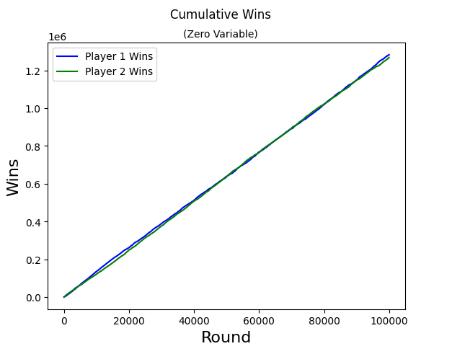 Cumulative Wins
(Zero Variable)
1e6
Player 1 Wins
Player 2 Wins
1.2
1.0
0.8
0.6
0.4
0.2
0.0
Wins
0 20000 40000 60000 80000 100000
Round